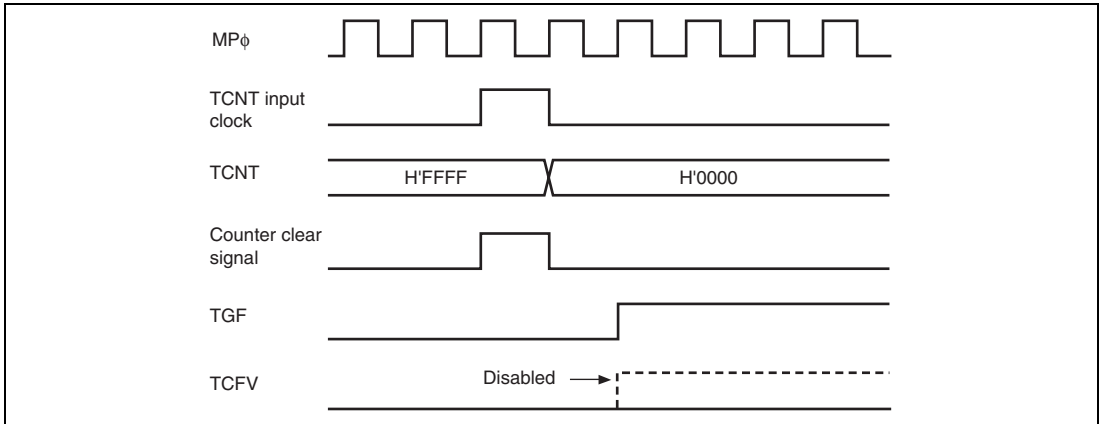 MPϕ
TCNT input
clock
TCNT
H'FFFF
H'0000
Counter clear
signal
TGF
TCFV
Disabled